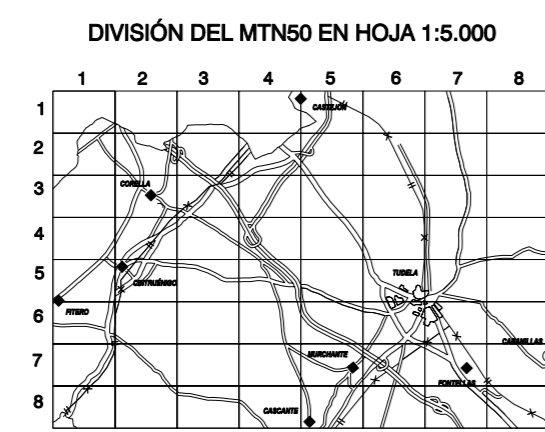 DIVISIÓN DEL MTN50 EN HOJA 1:5.000
1 2 3 4 5 6 7 8
1
CASTEJÓN
2
3
CORELLA
4
5
TUDELA
CINTRUÉNIGO
6
FITERO
CABANILLAS
7
MURCHANTE
FONTELLAS
8
CASCANTE